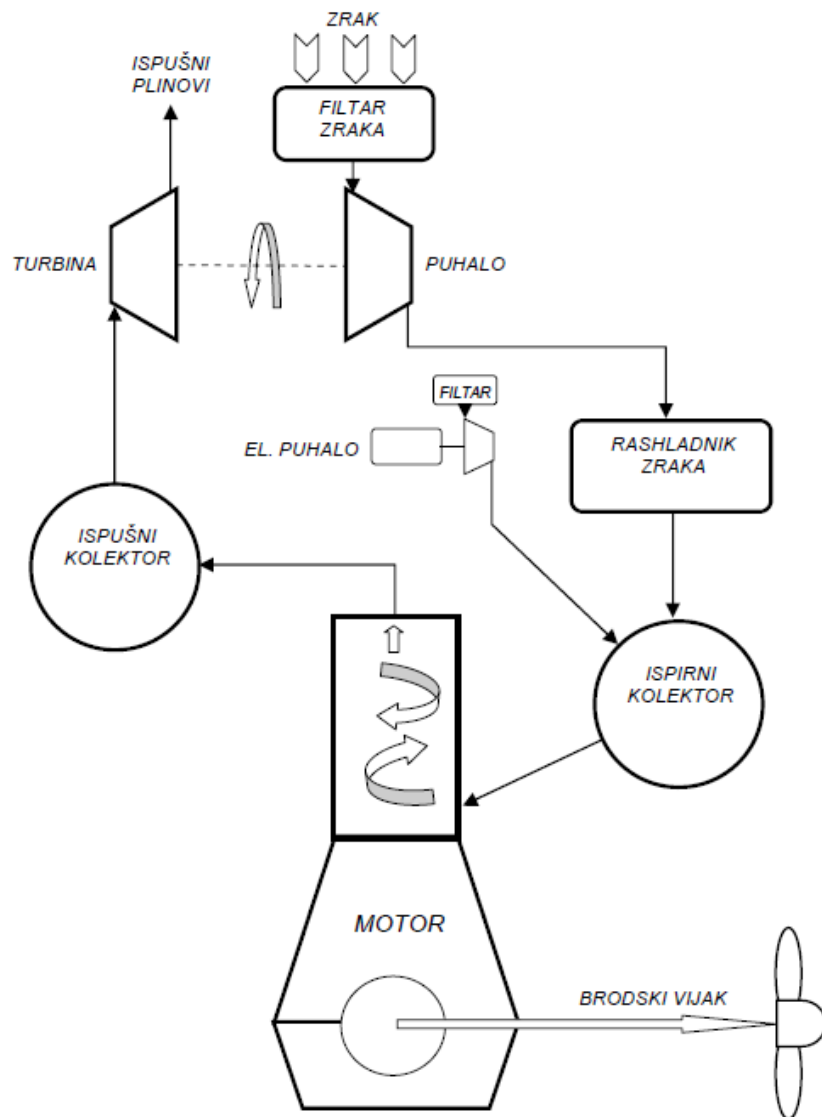 ZRAK
ISPUŠNI
PLINOVI
FILTAR
ZRAKA
TURBINA
PUHALO
FILTAR
EL. PUHALO
RASHLADNIK
ZRAKA
ISPUŠNI
KOLEKTOR
ISPIRNI
KOLEKTOR
MOTOR
BRODSKI VIJAK